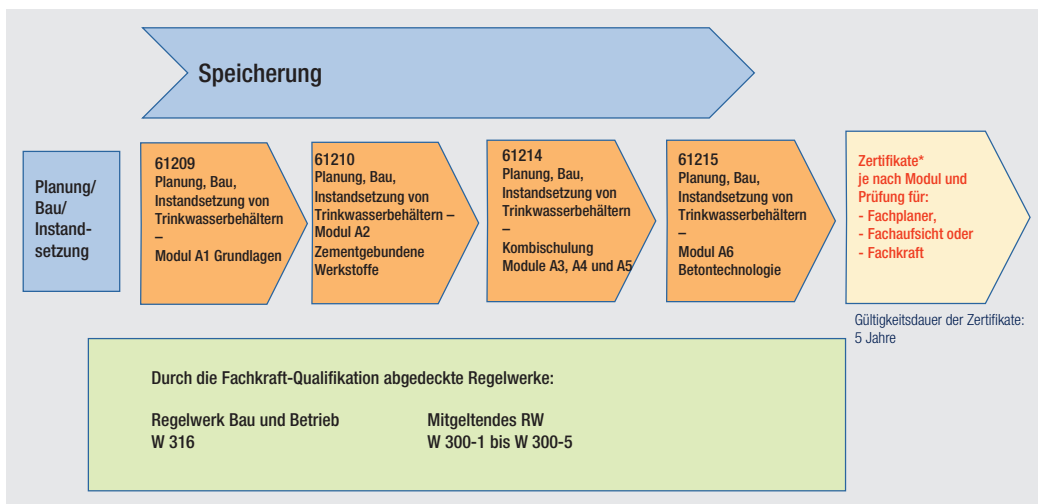 Speicherung
Planung/
Bau/
Instand-
setzung
61209
Planung, Bau,
Instandsetzung von
Trinkwasserbehältern
–
Modul A1 Grundlagen
61210
Planung, Bau,
Instandsetzung von
Trinkwasserbehältern –
Modul A2
Zementgebundene
Werkstoffe
61214
Planung, Bau,
Instandsetzung von
Trinkwasserbehältern
–
Kombischulung
Module A3, A4 und A5
61215
Planung, Bau,
Instandsetzung von
Trinkwasserbehältern
–
Modul A6
Betontechnologie
Zertifikate*
je nach Modul und
Prüfung für:
- Fachplaner,
- Fachaufsicht oder
- Fachkraft
Gültigkeitsdauer der Zertifikate:
5 Jahre
Durch die Fachkraft-Qualifikation abgedeckte Regelwerke:
Regelwerk Bau und Betrieb
W 316
Mitgeltendes RW
W 300-1 bis W 300-5